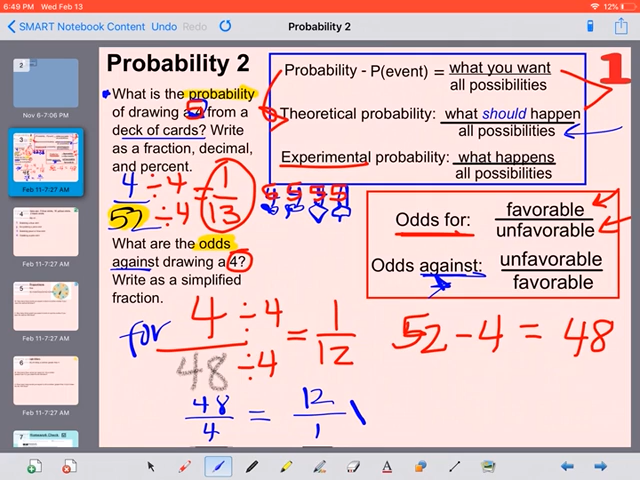 6:49 PM Wed Feb 13
12%
SMART Notebook Content Undo Redo
Probability 2
2
Nov 6-7:06 PM
3
Feb 11-7:27 AM
4
Feb 11-7:27 AM
5
Feb 11-7:27 AM
6
Feb 11-7:27 AM
7
Probability 2
What is the probability
of drawing a 5 from a
deck of cards? Write
as a fraction, decimal,
and percent.
4 ÷4 = 1
52 ÷4 13
What are the odds
against drawing a 4?
Write as a simplified
fraction.
Probability - P(event) = what you want
all possibilities
Theoretical probability: what should happen
all possibilities
Experimental probability: what happens
all possibilities
1
5 5 5 5
Odds for: favorable
unfavorable
Odds against: unfavorable
favorable
for 4 ÷4 = 1
48 ÷4 12
52 - 4 = 48
48 = 12
4 1